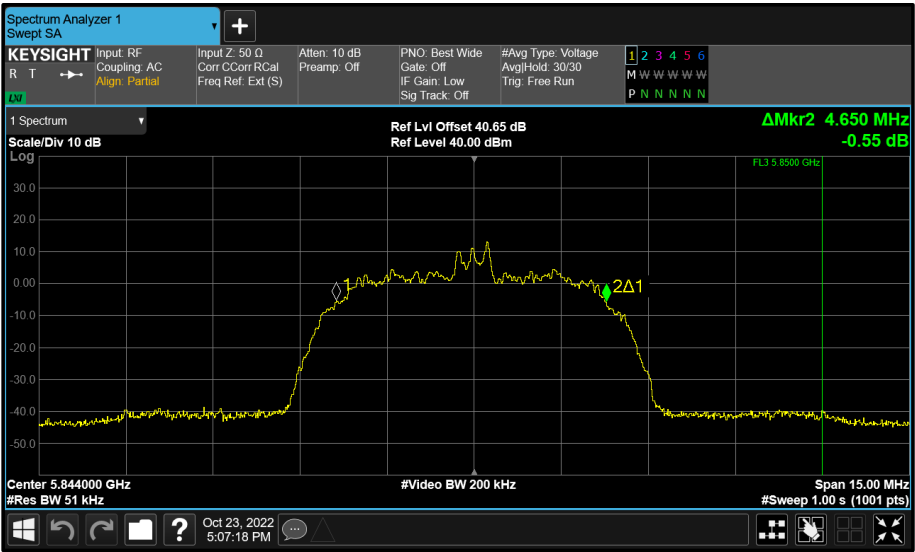 Spectrum Analyzer 1
Swept SA
+
KEYSIGHT
R T
LXI
Input: RF
Coupling: AC
Align: Partial
Input Z: 50 Ω
Corr CCorr RCal
Freq Ref: Ext (S)
Atten: 10 dB
Preamp: Off
PNO: Best Wide
Gate: Off
IF Gain: Low
Sig Track: Off
#Avg Type: Voltage
Avg|Hold: 30/30
Trig: Free Run
1 2 3 4 5 6
M W W W W W
P N N N N N
1 Spectrum
Scale/Div 10 dB
Ref Lvl Offset 40.65 dB
Ref Level 40.00 dBm
ΔMkr2 4.650 MHz
-0.55 dB
Log
FL3 5.8500 GHz
30.0
20.0
10.0
0.00
-10.0
-20.0
-30.0
-40.0
-50.0
1
2Δ1
Center 5.844000 GHz
#Res BW 51 kHz
#Video BW 200 kHz
Span 15.00 MHz
#Sweep 1.00 s (1001 pts)
?
Oct 23, 2022
5:07:18 PM